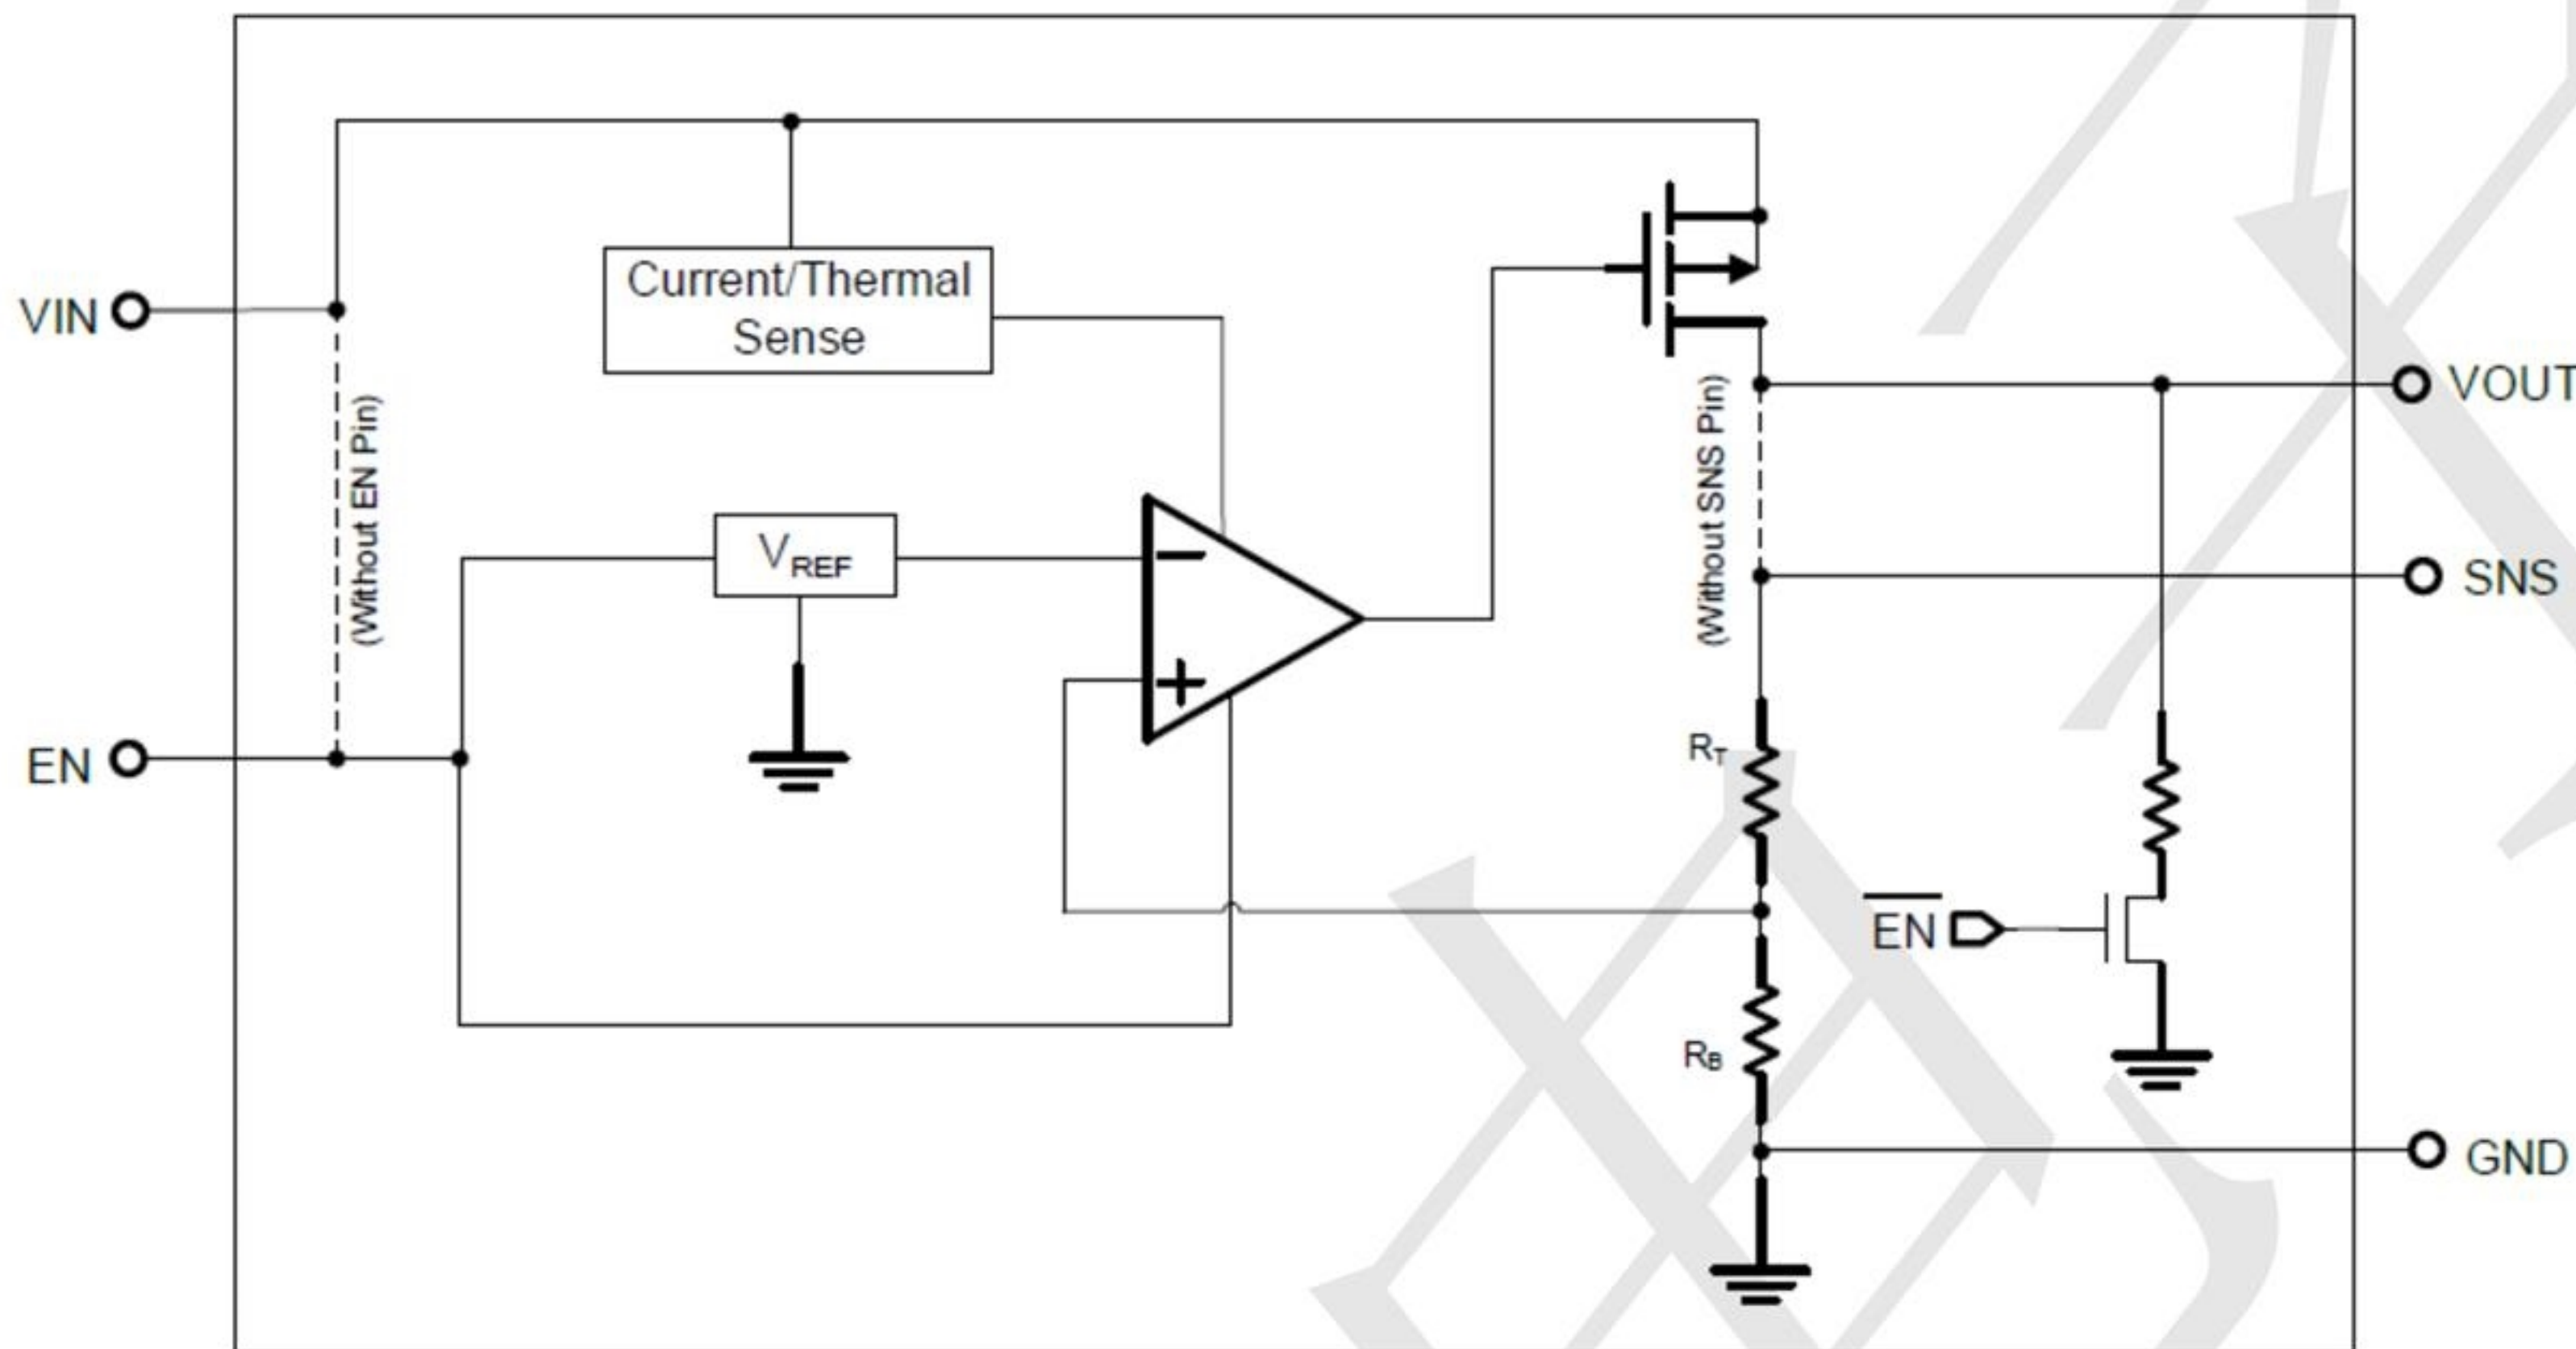 Current/Thermal
Sense
VIN
(Without EN Pin)
(Without SNS Pin)
VOUT
VREF
−
+
SNS
EN
RT
EN
RB
GND